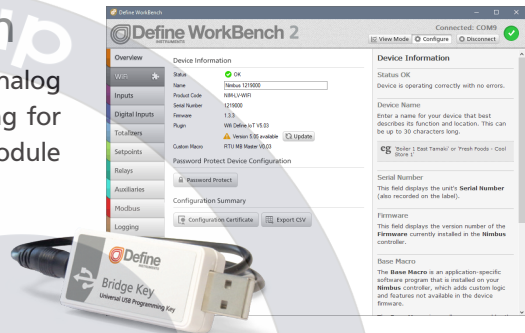 Define WorkBench
Define WorkBench 2
INSTRUMENTS
Connected: COM9
View Mode
Configure
Disconnect
Overview
WiFi
Inputs
Digital Inputs
Totalizers
Setpoints
Relays
Auxiliaries
Modbus
Logging
Device Information
Status OK
Name Nimbus 1219000
Product Code NIM-LV-WIFI
Serial Number 1219000
Firmware 1.3.3
Plugin Wifi Define IoT V5.03
Version 5.05 available Update
Custom Macro RTU MB Master V0.03
Password Protect Device Configuration
Password Protect
Configuration Summary
Configuration Certificate
Export CSV
Device Information
Status OK
Device is operating correctly with no errors.
Device Name
Enter a name for your device that best
describes its function and location. This can
be up to 30 characters long.
eg 'Boiler 1 East Tamaki' or 'Fresh Foods - Cool
Store 1'
Serial Number
This field displays the unit's Serial Number
(also recorded on the label).
Firmware
This field displays the version number of the
Firmware currently installed in the Nimbus
controller.
Base Macro
The Base Macro is an application-specific
software program that is installed on your
Nimbus controller, which adds custom logic
and features not available in the device
firmware.
nalog
g for
odule
Define
INSTRUMENTS
Bridge Key
Universal USB Programming Key